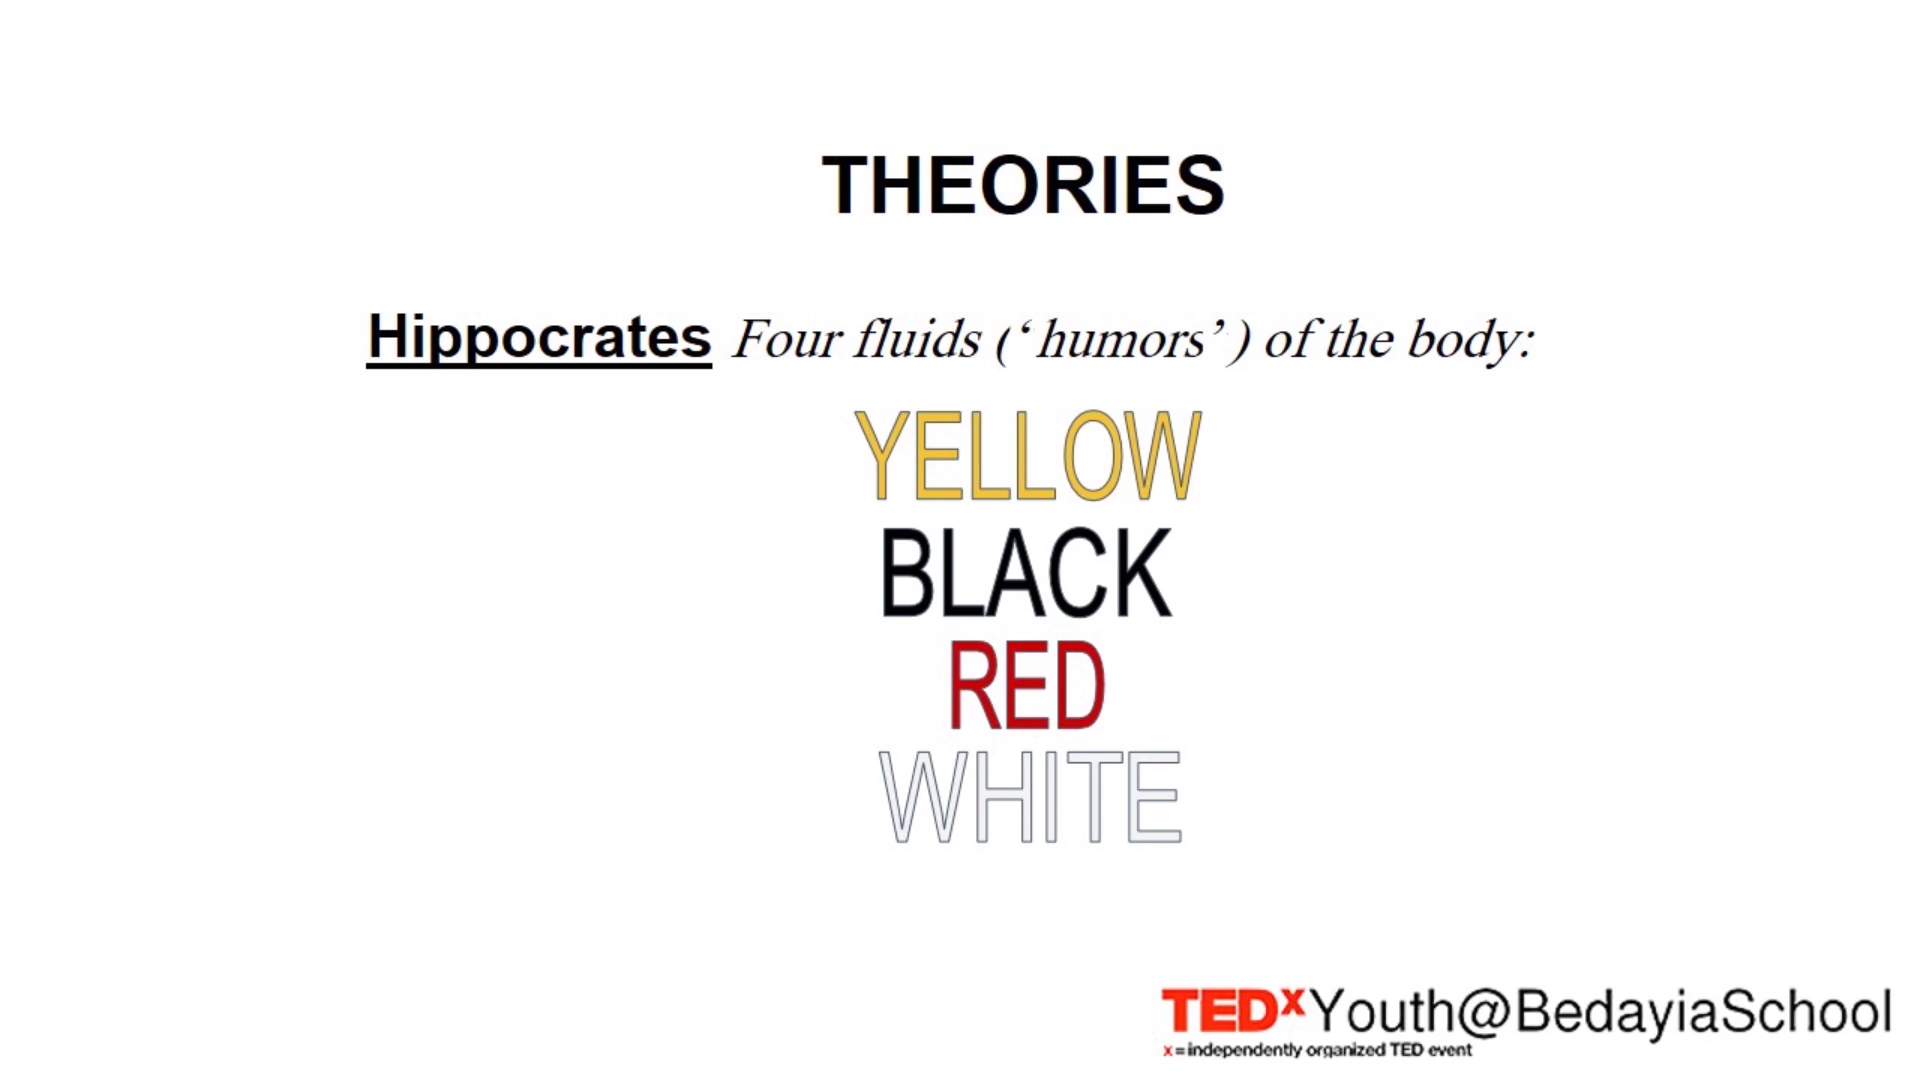 THEORIES
Hippocrates Four fluids (‘ humors’ ) of the body:
YELLOW
BLACK
RED
WHITE
TEDxYouth@BedayiaSchool
x=independently organized TED event